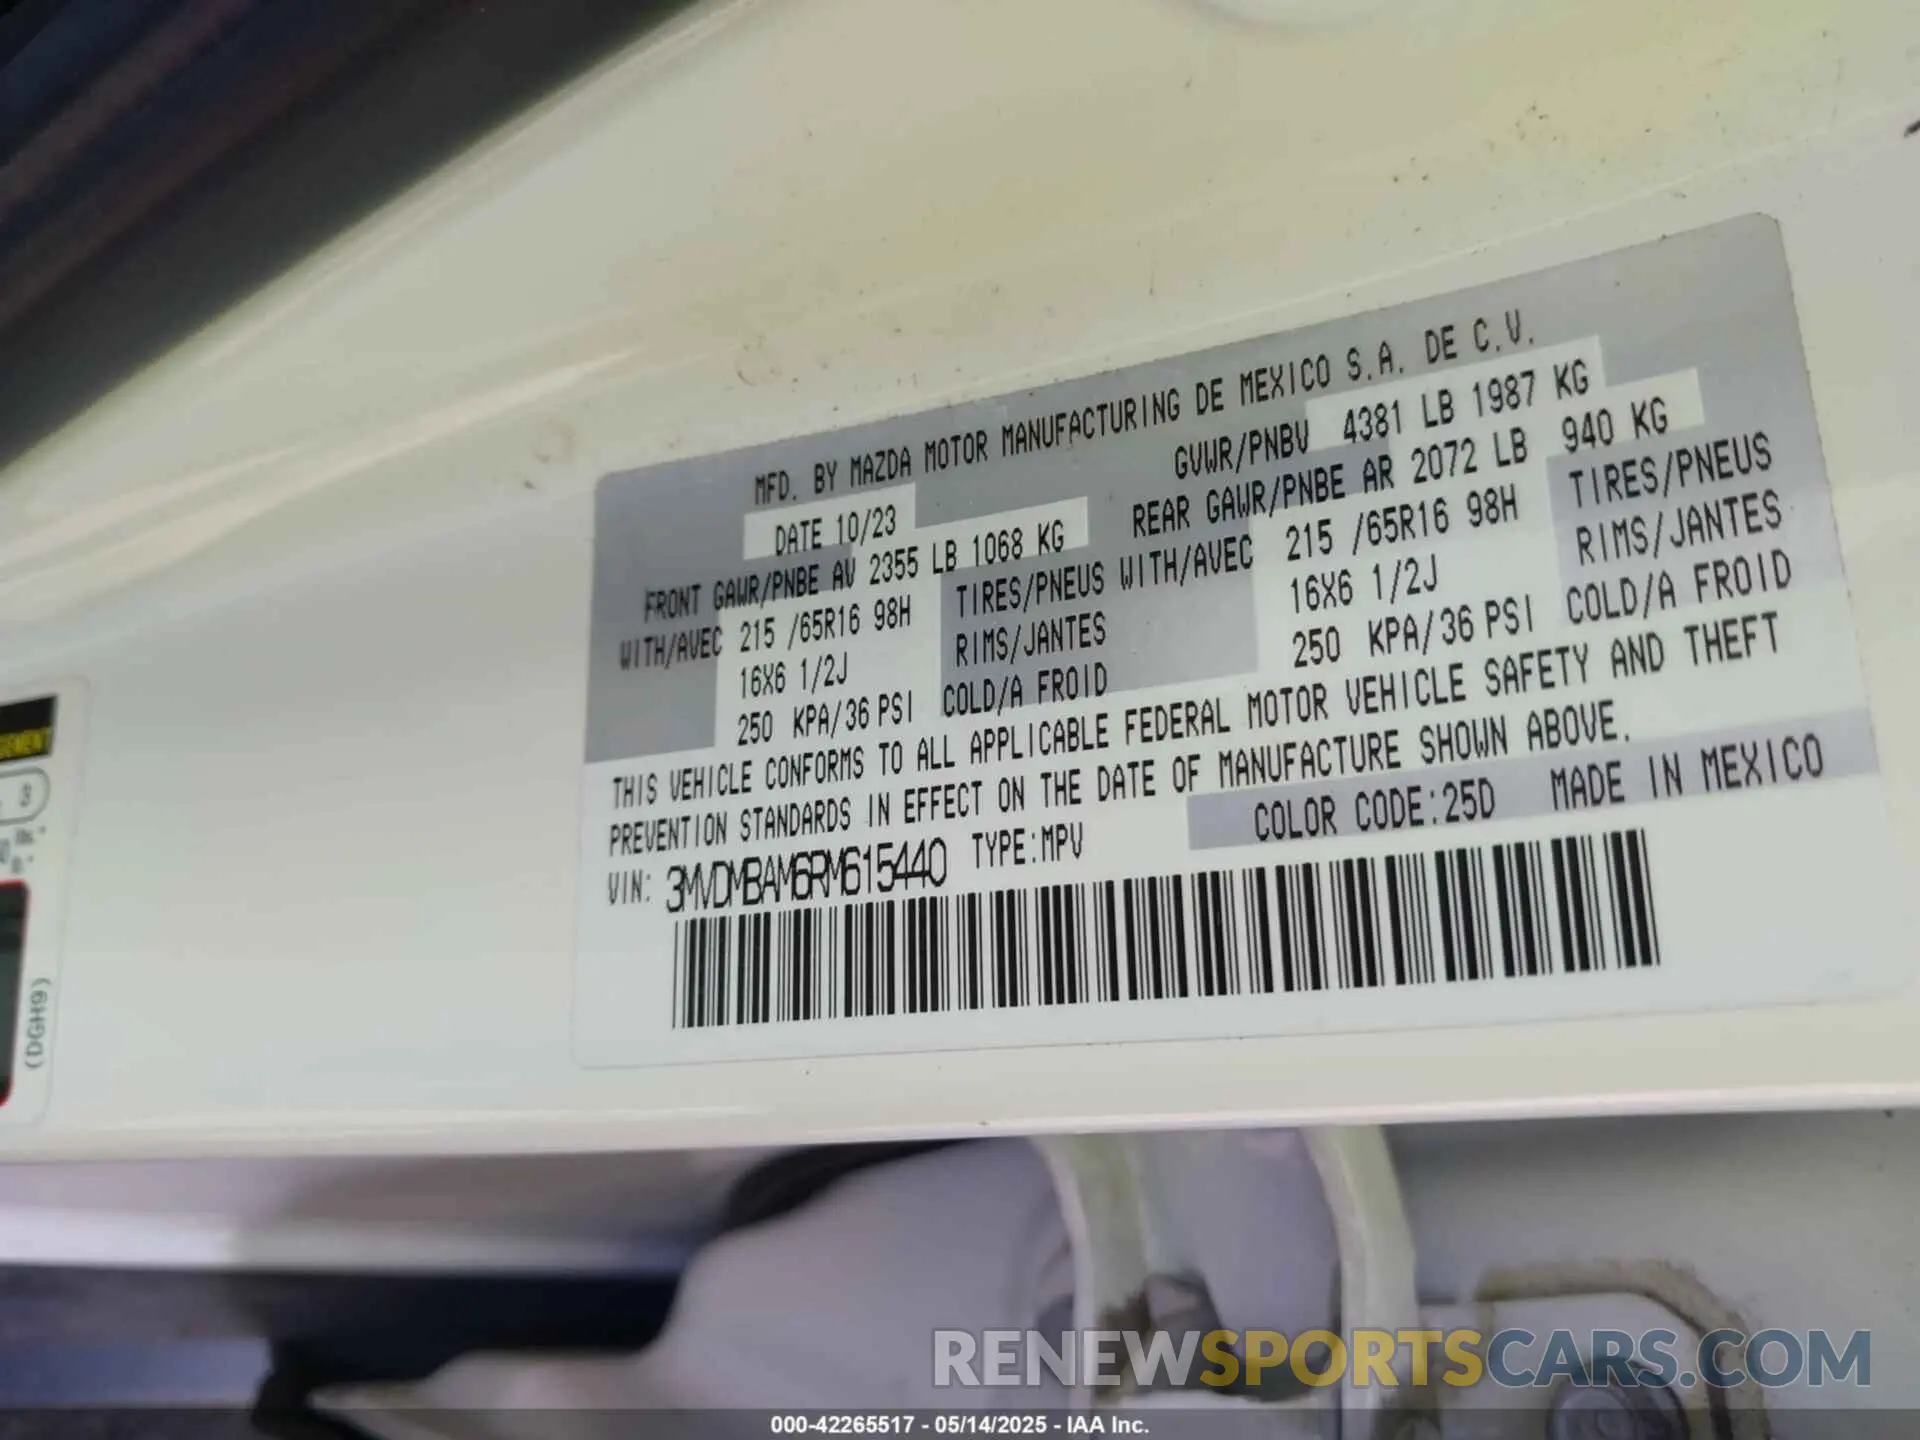 MFD. BY MAZDA MOTOR MANUFACTURING DE MEXICO S.A. DE C.V.
DATE 10/23
GVWR/PNBV 4381 LB 1987 KG
FRONT GAWR/PNBE AV 2355 LB 1068 KG
REAR GAWR/PNBE AR 2072 LB 940 KG
WITH/AVEC 215 /65R16 98H TIRES/PNEUS WITH/AVEC 215 /65R16 98H TIRES/PNEUS
16X6 1/2J RIMS/JANTES 16X6 1/2J RIMS/JANTES
250 KPA/36 PSI COLD/A FROID 250 KPA/36 PSI COLD/A FROID
THIS VEHICLE CONFORMS TO ALL APPLICABLE FEDERAL MOTOR VEHICLE SAFETY AND THEFT
PREVENTION STANDARDS IN EFFECT ON THE DATE OF MANUFACTURE SHOWN ABOVE.
VIN: 3MVDMBAM6RM615440 TYPE:MPV COLOR CODE:25D MADE IN MEXICO
3
lbs.
(DGH9)
RENEWSPORTSCARS.COM
000-42265517 - 05/14/2025 - IAA Inc.